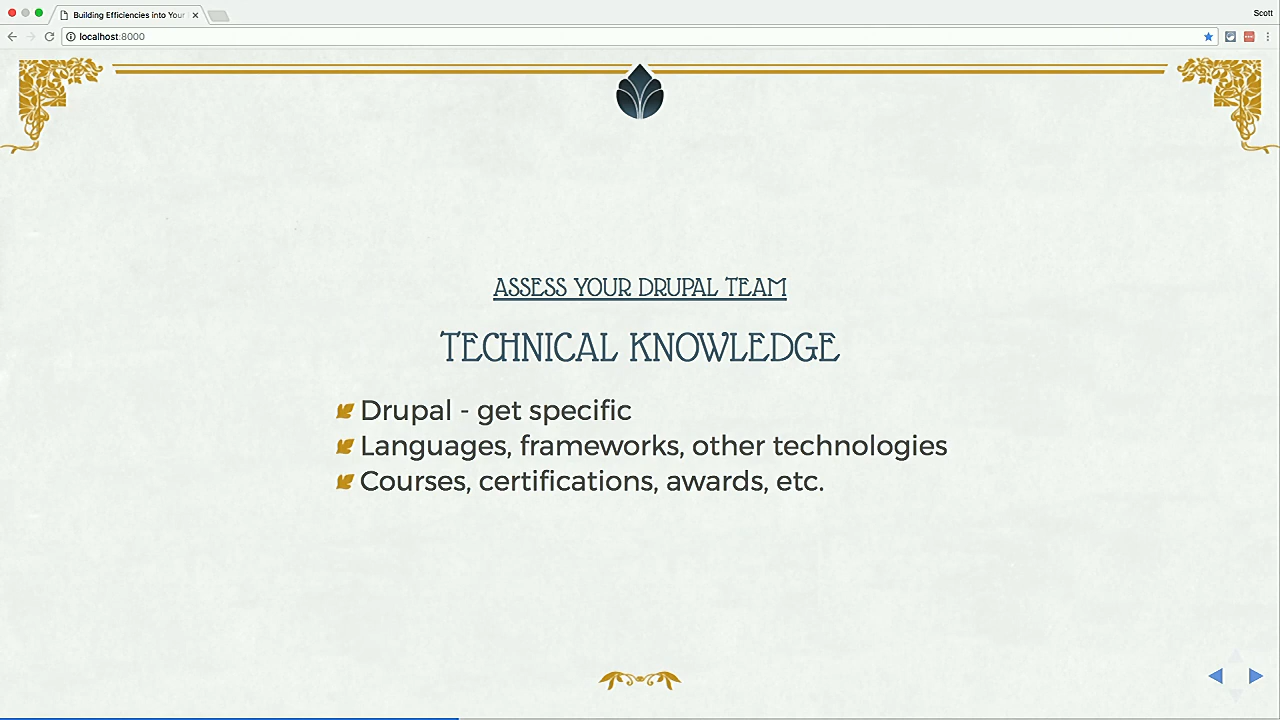 Building Efficiencies into Your
Scott
localhost:8000
ASSESS YOUR DRUPAL TEAM
TECHNICAL KNOWLEDGE
Drupal - get specific
Languages, frameworks, other technologies
Courses, certifications, awards, etc.